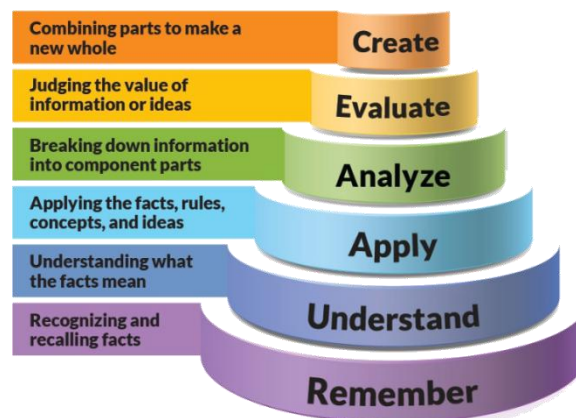 Combining parts to make a
new whole
Create
Judging the value of
information or ideas
Evaluate
Breaking down information
into component parts
Analyze
Applying the facts, rules,
concepts, and ideas
Apply
Understanding what
the facts mean
Understand
Recognizing and
recalling facts
Remember